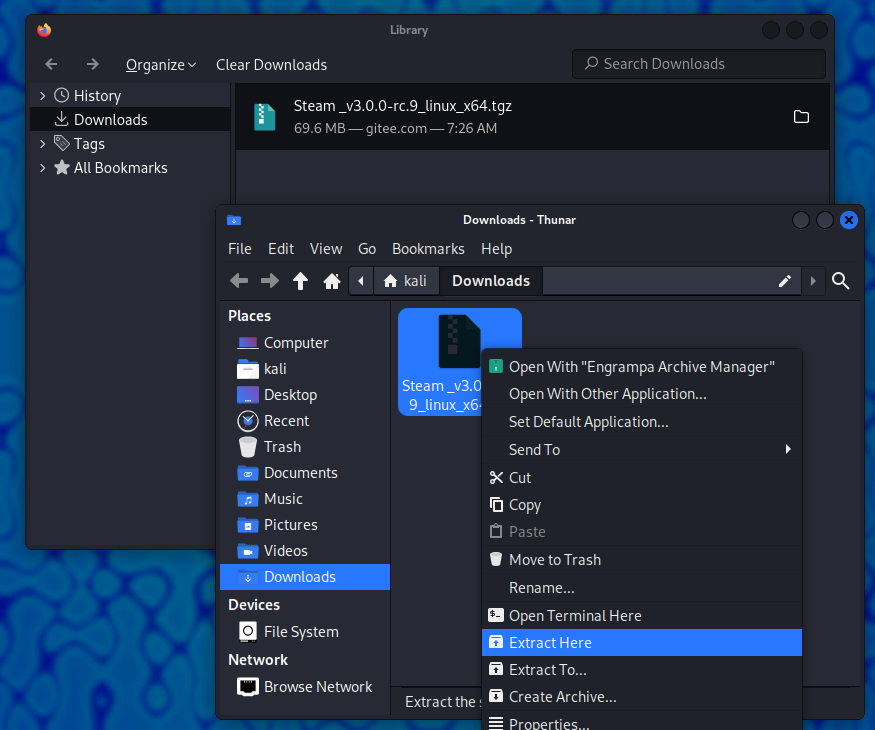 Library
Organize
Clear Downloads
Search Downloads
History
Downloads
Tags
All Bookmarks
Steam _v3.0.0-rc.9_linux_x64.tgz
69.6 MB — gitee.com — 7:26 AM
Downloads - Thunar
File Edit View Go Bookmarks Help
kali
Downloads
Places
Computer
kali
Desktop
Recent
Trash
Documents
Music
Pictures
Videos
Downloads
Devices
File System
Network
Browse Network
Steam _v3.0
9_linux_x6
Open With "Engrampa Archive Manager"
Open With Other Application...
Set Default Application...
Send To
Cut
Copy
Paste
Move to Trash
Rename...
Open Terminal Here
Extract Here
Extract To...
Create Archive...
Properties...
Extract the